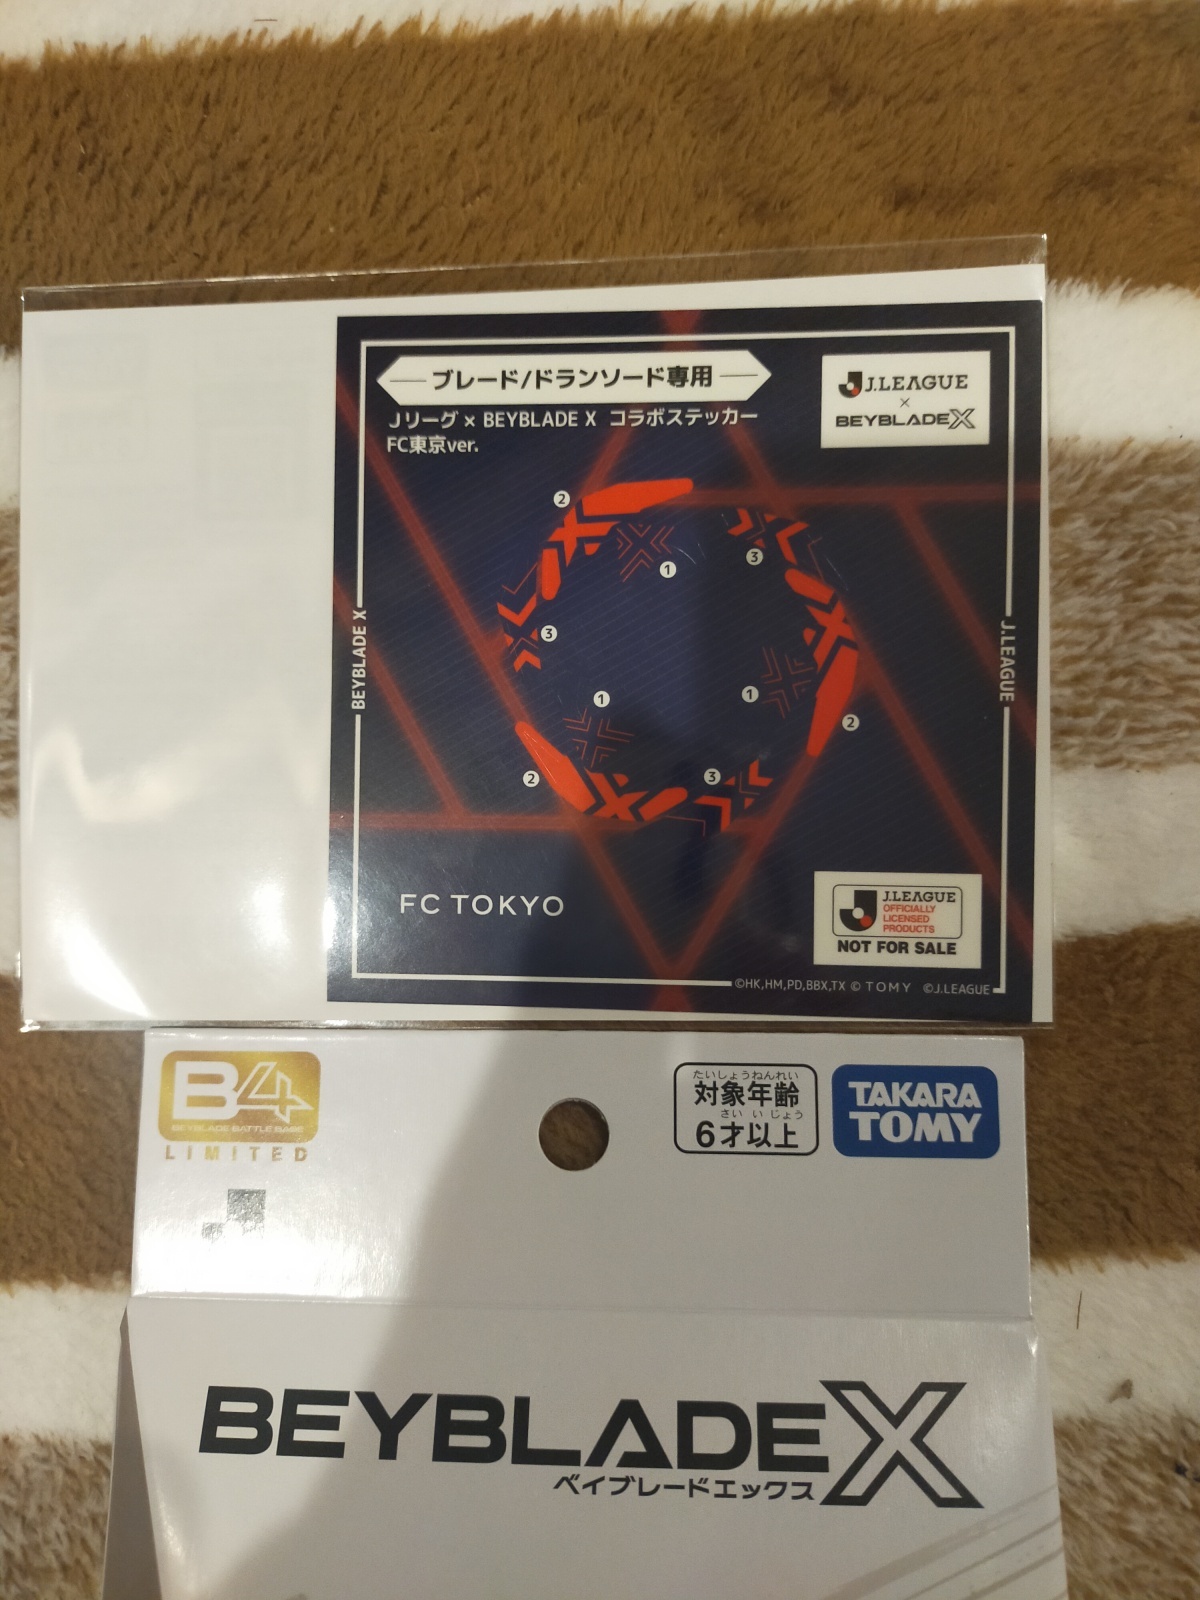 ブレード/ドランソード専用
Jリーグ × BEYBLADE X コラボステッカー
FC東京ver.
J.LEAGUE
×
BEYBLADE X
2
1
3
3
1
1
2
2
3
BEYBLADE X
J.LEAGUE
FC TOKYO
J.LEAGUE
OFFICIALLY
LICENSED
PRODUCTS
NOT FOR SALE
©HK,HM,PD,BBX,TX © TOMY ©J.LEAGUE
B4
BEYBLADE BATTLE BASE
LIMITED
たいしょうねんれい
対象年齢
さい い じょう
6才以上
TAKARA
TOMY
BEYBLADE X
ベイブレードエックス